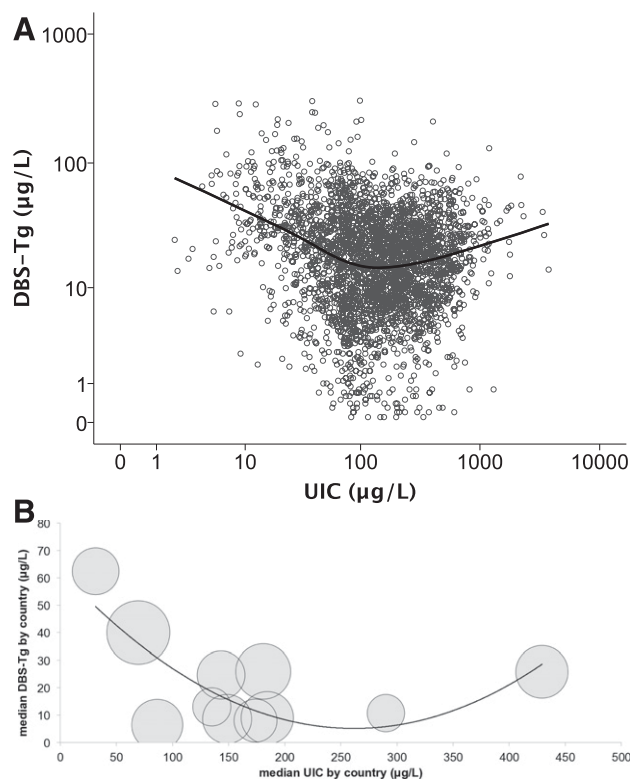 A
1000
100
10
1
0
DBS–Tg (µg/L)
0 1 10 100 1000 10000
UIC (µg/L)
B
80
70
60
50
40
30
20
10
0
median DBS-Tg by country (µg/L)
0 50 100 150 200 250 300 350 400 450 500
median UIC by country (µg/L)